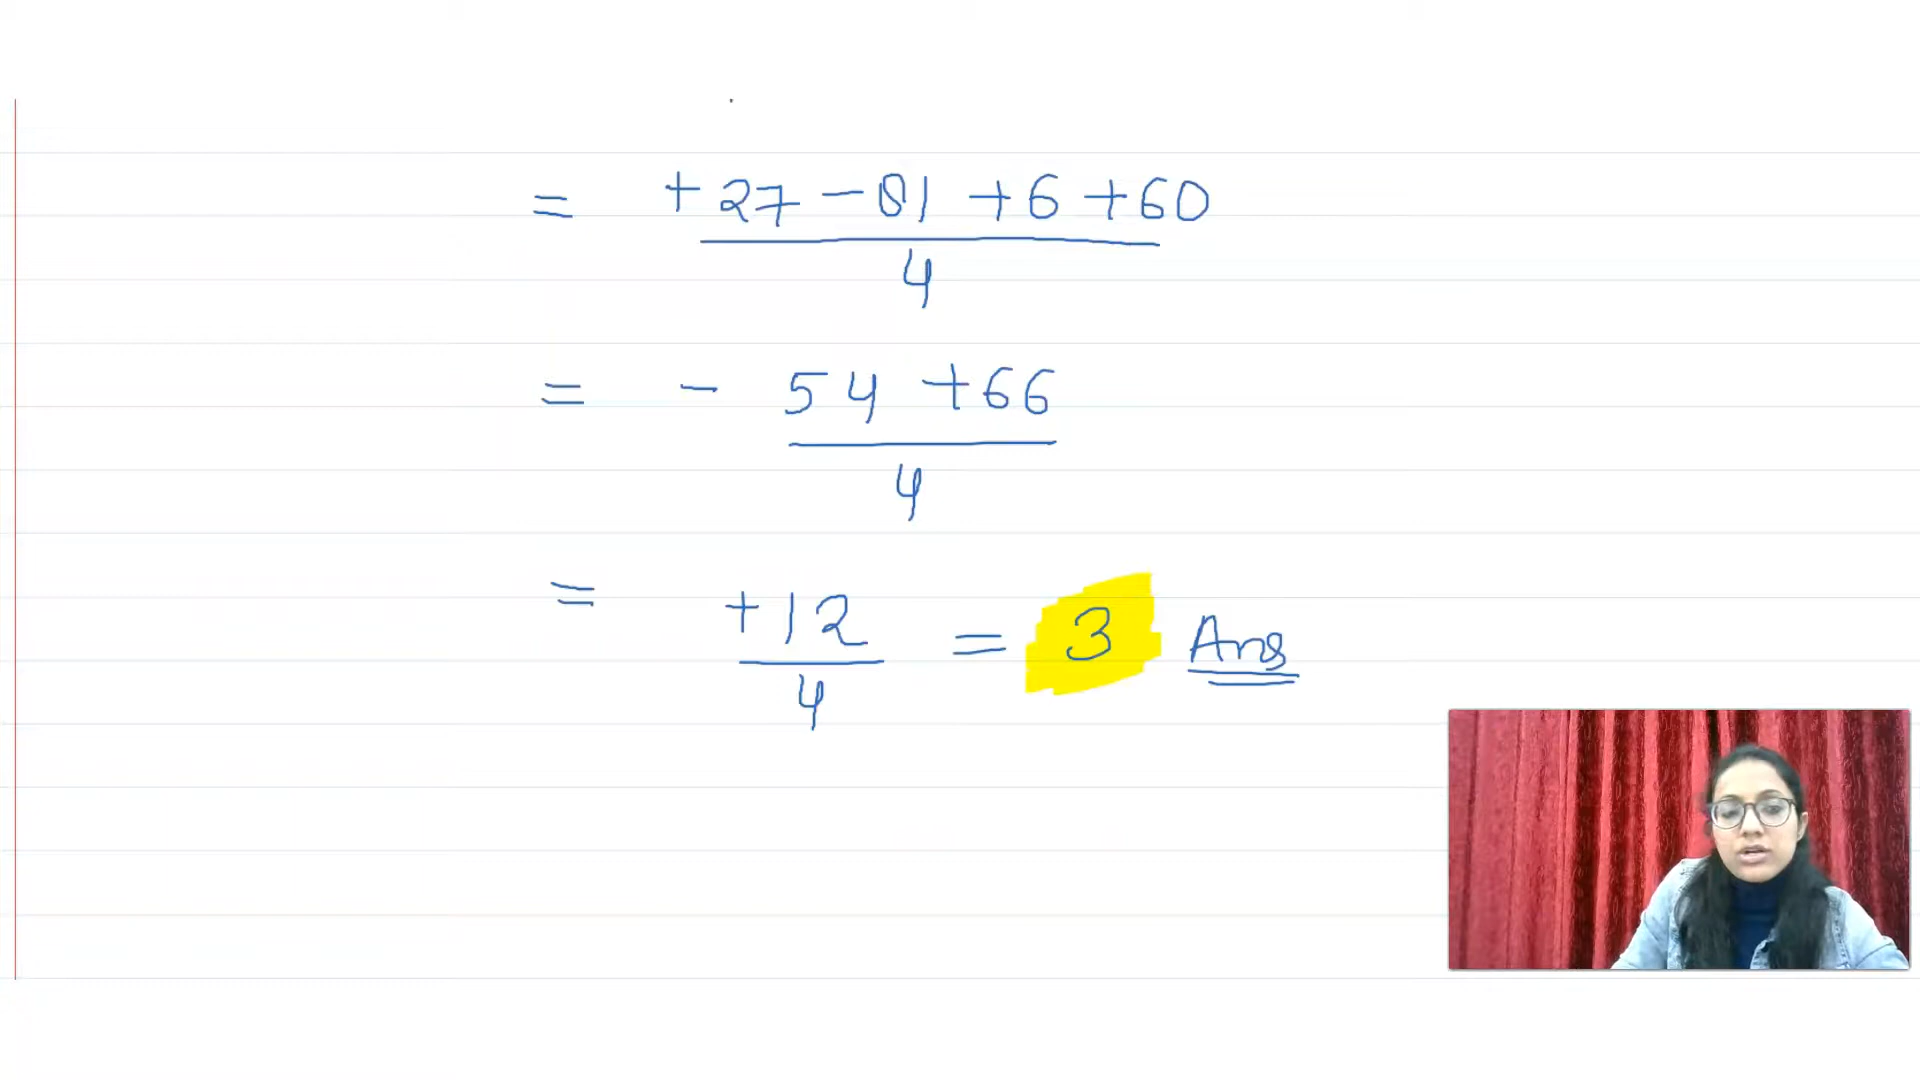 = +27 - 81 + 6 + 60
4
= - 54 + 66
4
= +12 = 3 Ans
4